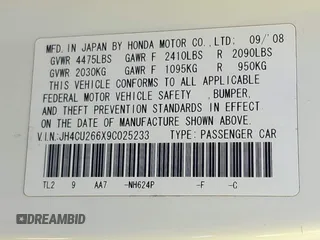 MFD. IN JAPAN BY HONDA MOTOR CO., LTD: 09/'08
GVWR 4475LBS GAWR F 2410LBS R 2090LBS
GVWR 2030KG GAWR F 1095KG R 950KG
THIS VEHICLE CONFORMS TO ALL APPLICABLE
FEDERAL MOTOR VEHICLE SAFETY ,BUMPER,
AND THEFT PREVENTION STANDARDS IN EFFECT
ON THE DATE OF MANUFACTURE SHOWN ABOVE
V.I.N.:JH4CU266X9C025233 TYPE: PASSENGER CAR
TL2 9 AA7 -NH624P -F -C
DREAMBID